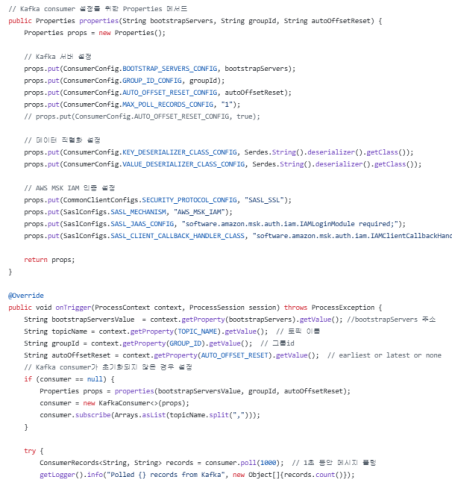 // Kafka consumer 설정을 위한 Properties 메서드
public Properties properties(String bootstrapServers, String groupId, String autoOffsetReset) {
Properties props = new Properties();
// Kafka 서버 설정
props.put(ConsumerConfig.BOOTSTRAP_SERVERS_CONFIG, bootstrapServers);
props.put(ConsumerConfig.GROUP_ID_CONFIG, groupId);
props.put(ConsumerConfig.AUTO_OFFSET_RESET_CONFIG, autoOffsetReset);
props.put(ConsumerConfig.MAX_POLL_RECORDS_CONFIG, "1");
// props.put(ConsumerConfig.AUTO_OFFSET_RESET_CONFIG, true);
// 데이터 직렬화 설정
props.put(ConsumerConfig.KEY_DESERIALIZER_CLASS_CONFIG, Serdes.String().deserializer().getClass());
props.put(ConsumerConfig.VALUE_DESERIALIZER_CLASS_CONFIG, Serdes.String().deserializer().getClass());
// AWS MSK IAM 인증 설정
props.put(CommonClientConfigs.SECURITY_PROTOCOL_CONFIG, "SASL_SSL");
props.put(SaslConfigs.SASL_MECHANISM, "AWS_MSK_IAM");
props.put(SaslConfigs.SASL_JAAS_CONFIG, "software.amazon.msk.auth.iam.IAMLoginModule required;");
props.put(SaslConfigs.SASL_CLIENT_CALLBACK_HANDLER_CLASS, "software.amazon.msk.auth.iam.IAMClientCallbackHand
return props;
}
@Override
public void onTrigger(ProcessContext context, ProcessSession session) throws ProcessException {
String bootstrapServersValue = context.getProperty(bootstrapServers).getValue(); //bootstrapServers 주소
String topicName = context.getProperty(TOPIC_NAME).getValue(); // 토픽 이름
String groupId = context.getProperty(GROUP_ID).getValue(); // 그룹id
String autoOffsetReset = context.getProperty(AUTO_OFFSET_RESET).getValue(); // earliest or latest or none
// Kafka consumer가 초기화되지 않은 경우 설정
if (consumer == null) {
Properties props = properties(bootstrapServersValue, groupId, autoOffsetReset);
consumer = new KafkaConsumer<>(props);
consumer.subscribe(Arrays.asList(topicName.split(",")));
}
try {
ConsumerRecords<String, String> records = consumer.poll(1000); // 1초 동안 메시지 폴링
getLogger().info("Polled {} records from Kafka", new Object[]{records.count()});